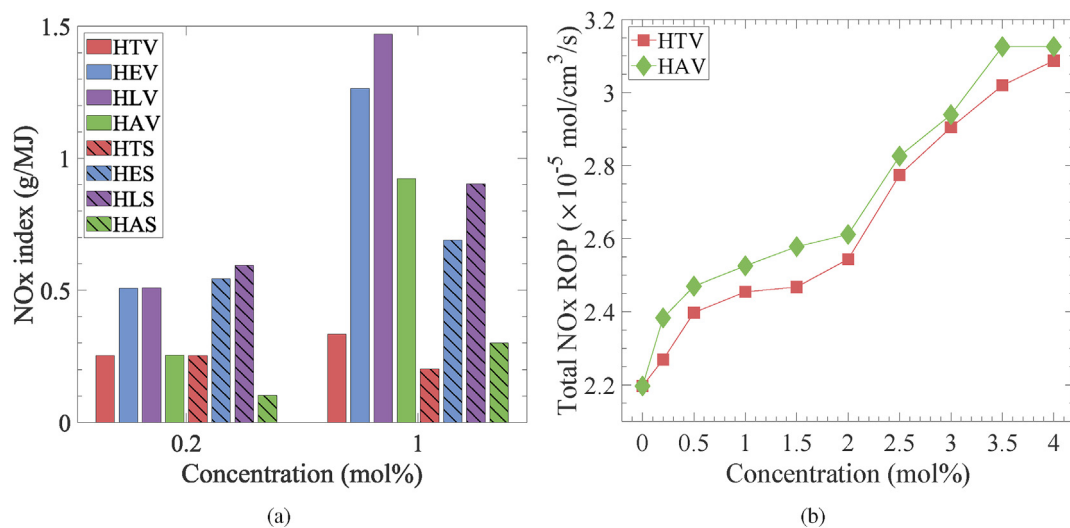 NOx index (g/MJ)
1.5
1
0.5
0
HTV
HEV
HLV
HAV
HTS
HES
HLS
HAS
0.2 1
Concentration (mol%)
(a)
Total NOx ROP (×10⁻⁵ mol/cm³/s)
3.2
3
2.8
2.6
2.4
2.2
HTV
HAV
0 0.5 1 1.5 2 2.5 3 3.5 4
Concentration (mol%)
(b)